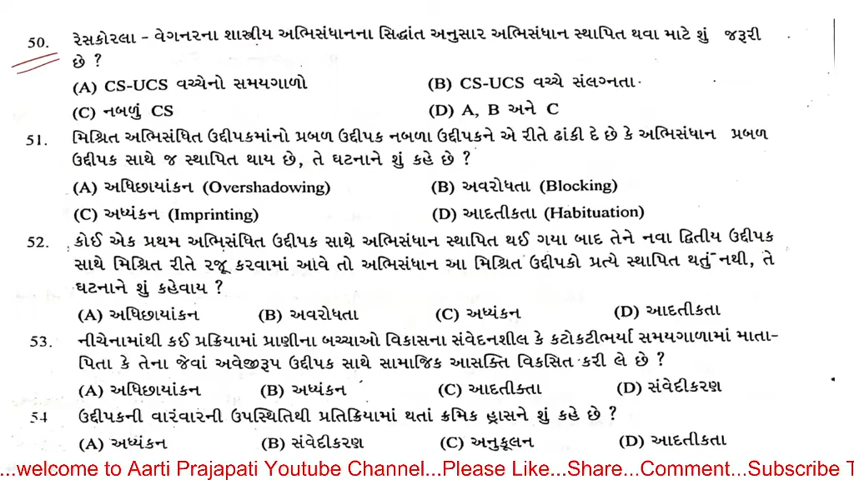 50. રેસકોરલા - વેગનરના શાસ્ત્રીય અભિસંધાનના સિદ્ધાંત અનુસાર અભિસંધાન સ્થાપિત થવા માટે શું જરૂરી
છે ?
(A) CS-UCS વચ્ચેનો સમયગાળો (B) CS-UCS વચ્ચે સંલગ્નતા
(C) નબળું CS (D) A, B અને C
51. મિશ્રિત અભિસંધિત ઉદ્દીપકમાંનો પ્રબળ ઉદ્દીપક નબળા ઉદ્દીપકને એ રીતે ઢાંકી દે છે કે અભિસંધાન પ્રબળ
ઉદ્દીપક સાથે જ સ્થાપિત થાય છે, તે ઘટનાને શું કહે છે ?
(A) અધિછાયાંકન (Overshadowing) (B) અવરોધતા (Blocking)
(C) અધ્યંકન (Imprinting) (D) આદતીકતા (Habituation)
52. કોઈ એક પ્રથમ અભિસંધિત ઉદ્દીપક સાથે અભિસંધાન સ્થાપિત થઈ ગયા બાદ તેને નવા દ્વિતીય ઉદ્દીપક
સાથે મિશ્રિત રીતે રજૂ કરવામાં આવે તો અભિસંધાન આ મિશ્રિત ઉદ્દીપકો પ્રત્યે સ્થાપિત થતું નથી, તે
ઘટનાને શું કહેવાય ?
(A) અધિછાયાંકન (B) અવરોધતા (C) અધ્યંકન (D) આદતીકતા
53. નીચેનામાંથી કઈ પ્રક્રિયામાં પ્રાણીના બચ્ચાઓ વિકાસના સંવેદનશીલ કે કટોકટીભર્યા સમયગાળામાં માતા-
પિતા કે તેના જેવાં અવેજીરૂપ ઉદ્દીપક સાથે સામાજિક આસક્તિ વિકસિત કરી લે છે ?
(A) અધિછાયાંકન (B) અધ્યંકન (C) આદતીક્તા (D) સંવેદીકરણ
54 ઉદ્દીપકની વારંવારની ઉપસ્થિતિથી પ્રતિક્રિયામાં થતાં ક્રમિક હ્રાસને શું કહે છે ?
(A) અધ્યંકન (B) સંવેદીકરણ (C) અનુકૂલન (D) આદતીકતા
...welcome to Aarti Prajapati Youtube Channel...Please Like...Share...Comment...Subscribe T